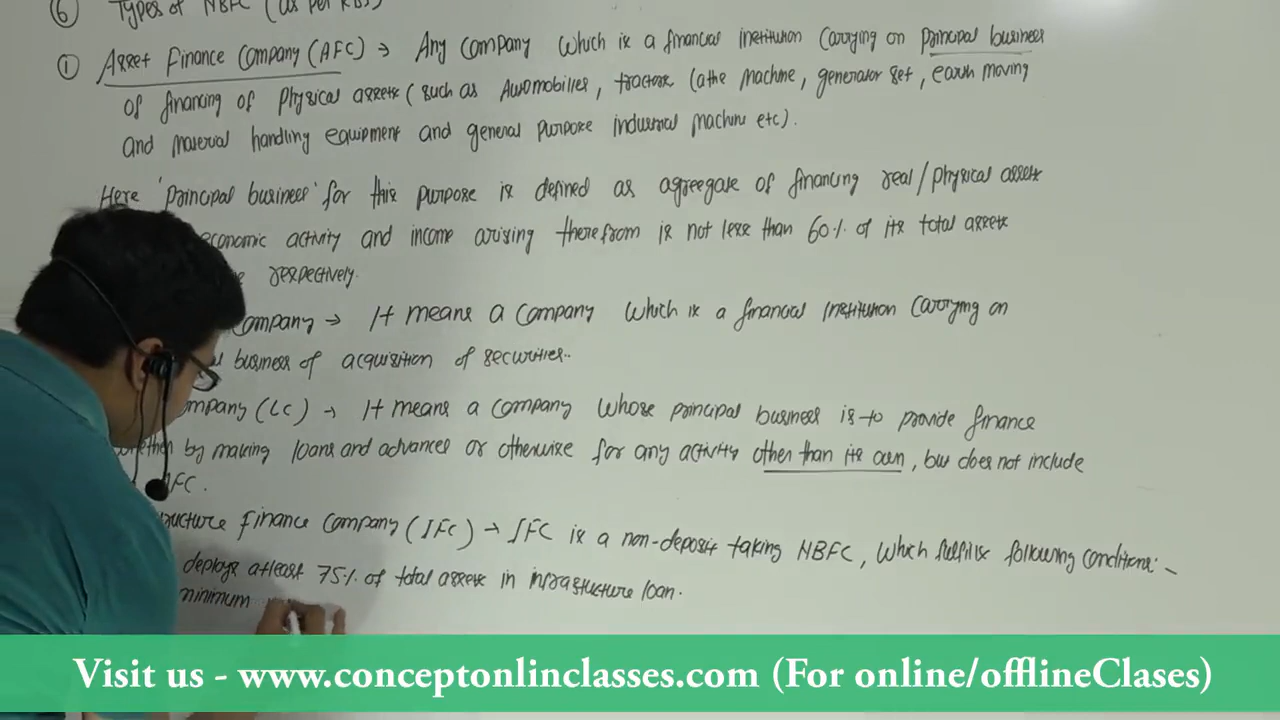 ⑥ Types of NBFC (as per RBI)
① Asset Finance Company (AFC) → Any Company which is a financial institution carrying on principal business
of financing of physical assets (such as Automobiles, tractors, lathe machine, generator set, earth moving
and material handling equipment and general purpose industrial machine etc).
Here 'Principal business' for this purpose is defined as aggregate of financing real/physical assets
economic activity and income arising therefrom is not less than 60% of its total assets
respectively.
Company → It means a Company which is a financial institution carrying on
business of acquisition of securities.
Company (LC) → It means a Company whose principal business is to provide finance
by making loans and advances or otherwise for any activity other than its own, but does not include
AFC.
Finance Company (IFC) → IFC is a non-deposit taking NBFC, which fulfills following conditions:-
deploys atleast 75% of total assets in infrastucture loan.
minimum
Visit us - www.conceptonlinclasses.com (For online/offlineClases)